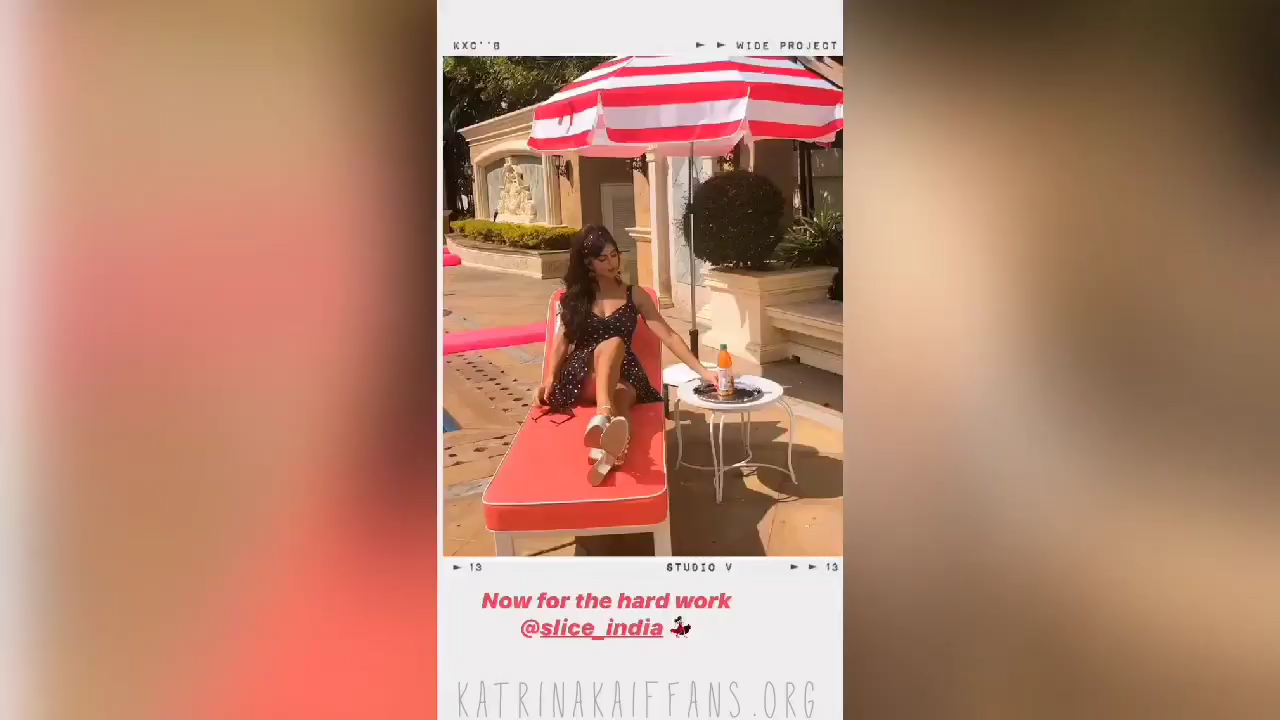 KXC''8 ► ► WIDE PROJECT
► 13 STUDIO V ► ► 13
Now for the hard work
@slice_india 💃
KATRINAKAIFFANS.ORG